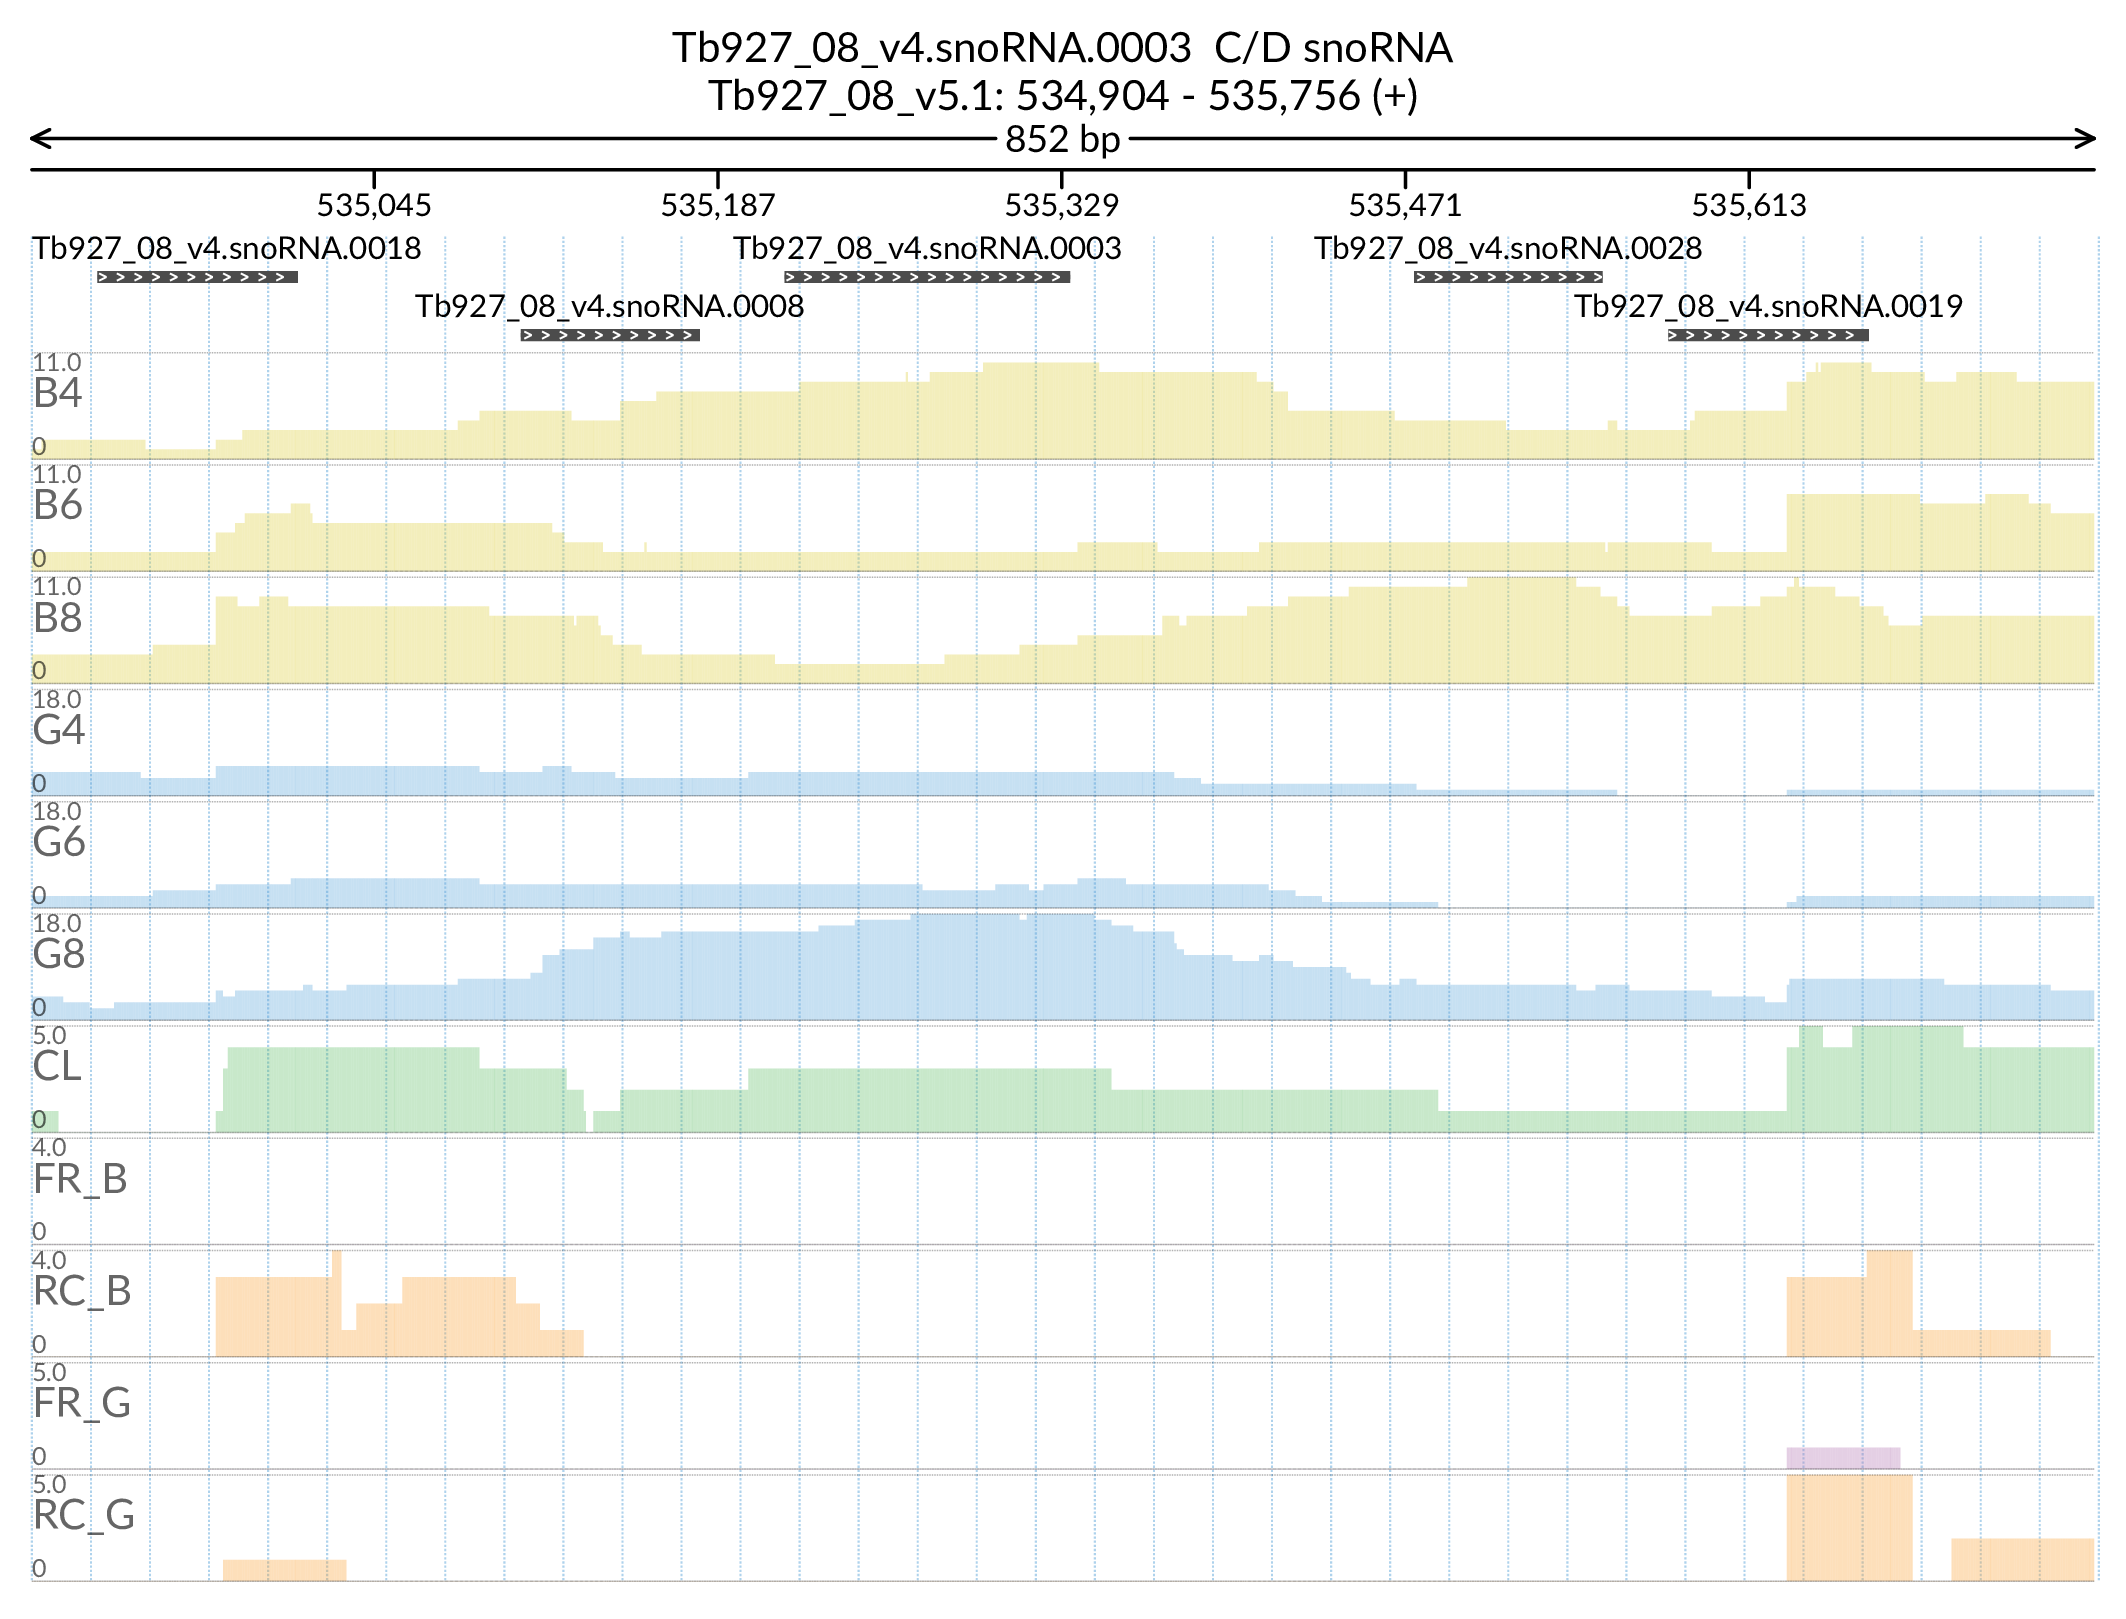 Tb927_08_v4.snoRNA.0003 C/D snoRNA
Tb927_08_v5.1: 534,904 - 535,756 (+)
852 bp
535,045 535,187 535,329 535,471 535,613
Tb927_08_v4.snoRNA.0018 Tb927_08_v4.snoRNA.0003 Tb927_08_v4.snoRNA.0028
Tb927_08_v4.snoRNA.0008 Tb927_08_v4.snoRNA.0019
11.0
B4
0
11.0
B6
0
11.0
B8
0
18.0
G4
0
18.0
G6
0
18.0
G8
0
5.0
CL
0
4.0
FR_B
0
4.0
RC_B
0
5.0
FR_G
0
5.0
RC_G
0